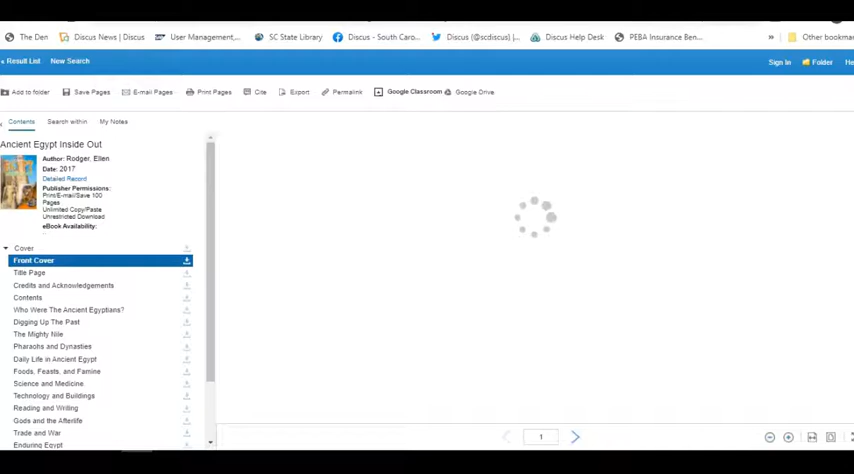 The Den Discus News | Discus User Management,... SC State Library Discus - South Caro... Discus (@scdiscus) |... Discus Help Desk PEBA Insurance Ben... » Other bookmar
« Result List New Search Sign In Folder He
Add to folder Save Pages E-mail Pages Print Pages Cite Export Permalink Google Classroom Google Drive
Contents Search within My Notes
Ancient Egypt Inside Out
Author: Rodger, Ellen
Date: 2017
Detailed Record
Publisher Permissions:
Print/E-mail/Save 100
Pages
Unlimited Copy/Paste
Unrestricted Download
eBook Availability:
Cover
Front Cover
Title Page
Credits and Acknowledgements
Contents
Who Were The Ancient Egyptians?
Digging Up The Past
The Mighty Nile
Pharaohs and Dynasties
Daily Life in Ancient Egypt
Foods, Feasts, and Famine
Science and Medicine
Technology and Buildings
Reading and Writing
Gods and the Afterlife
Trade and War
Enduring Egypt
1